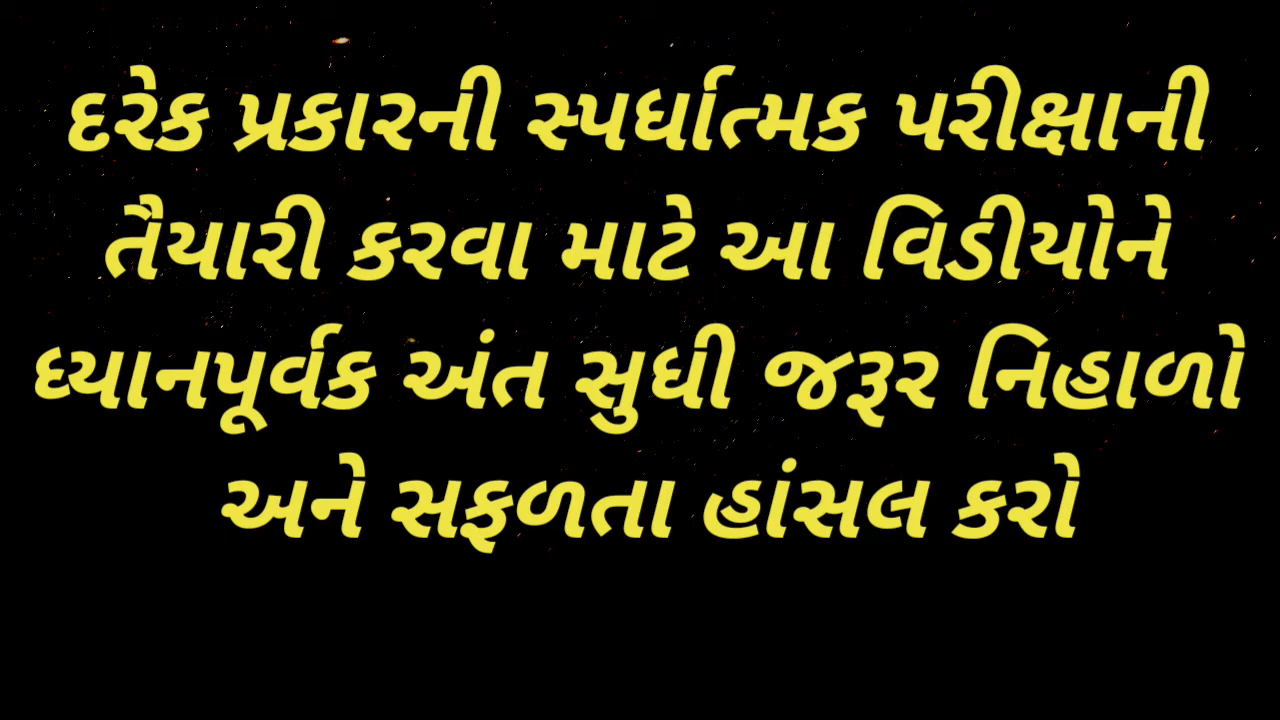 દરેક પ્રકારની સ્પર્ધાત્મક પરીક્ષાની
તૈયારી કરવા માટે આ વિડીયોને
ધ્યાનપૂર્વક અંત સુધી જરૂર નિહાળો
અને સફળતા હાંસલ કરો